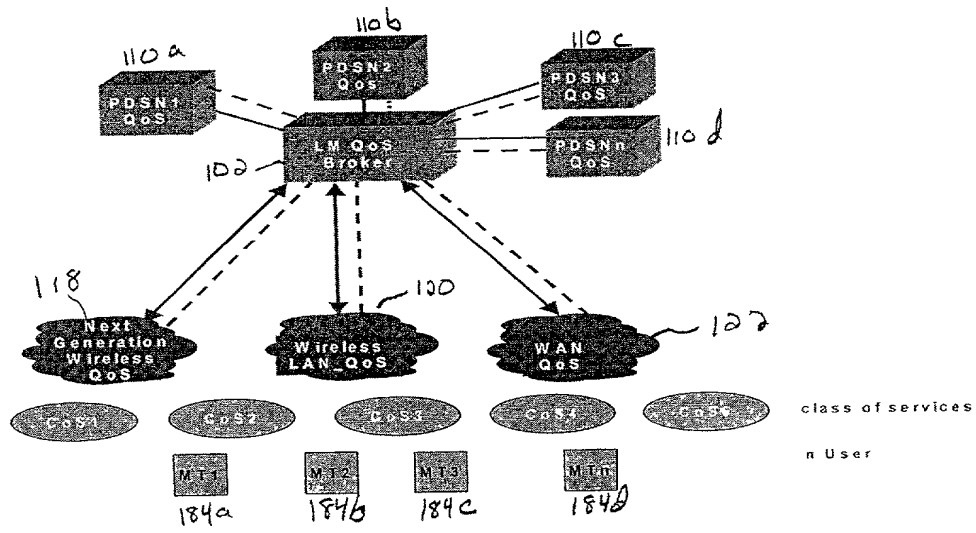 110a
110b
110c
PDSN1
QoS
PDSN2
QoS
PDSN3
QoS
PDSNn
QoS
110d
LM QoS
Broker
102
118
120
122
Next
Generation
Wireless
QoS
Wireless
LAN_QoS
WAN
QoS
CoS1
CoS2
CoS3
CoS4
class of services
MT1
MT2
MT3
MTn
n User
184a
184b
184c
184d